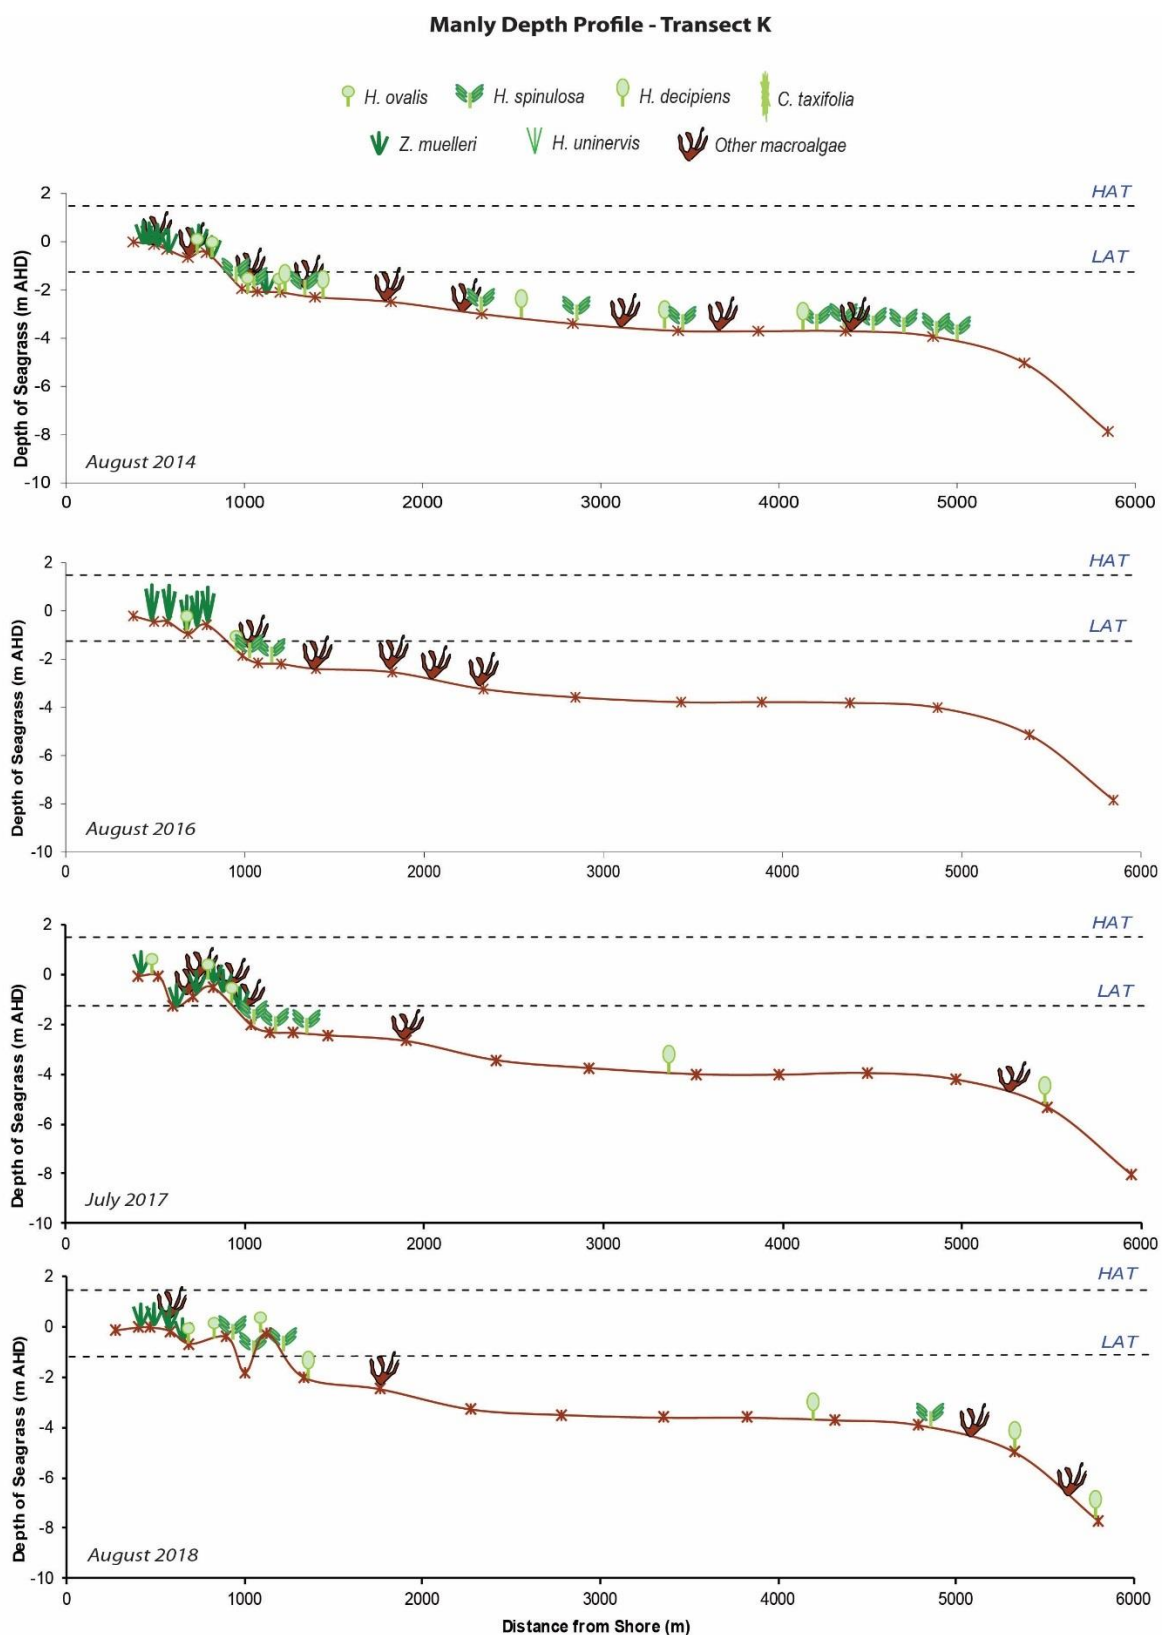 Manly Depth Profile - Transect K
H. ovalis H. spinulosa H. decipiens C. taxifolia
Z. muelleri H. uninervis Other macroalgae
Depth of Seagrass (m AHD)
2
0
-2
-4
-6
-8
-10
HAT
LAT
August 2014
0 1000 2000 3000 4000 5000 6000
Depth of Seagrass (m AHD)
2
0
-2
-4
-6
-8
-10
HAT
LAT
August 2016
0 1000 2000 3000 4000 5000 6000
Depth of Seagrass (m AHD)
2
0
-2
-4
-6
-8
-10
HAT
LAT
July 2017
0 1000 2000 3000 4000 5000 6000
Depth of Seagrass (m AHD)
2
0
-2
-4
-6
-8
-10
HAT
LAT
August 2018
0 1000 2000 3000 4000 5000 6000
Distance from Shore (m)